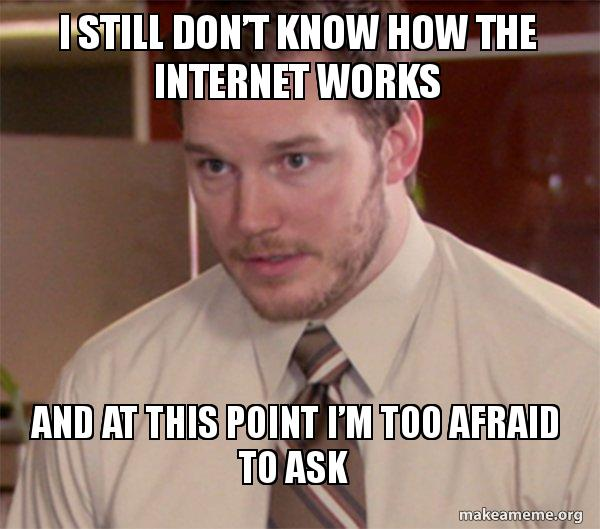 I STILL DON'T KNOW HOW THE
INTERNET WORKS
AND AT THIS POINT I'M TOO AFRAID
TO ASK
makeameme.org